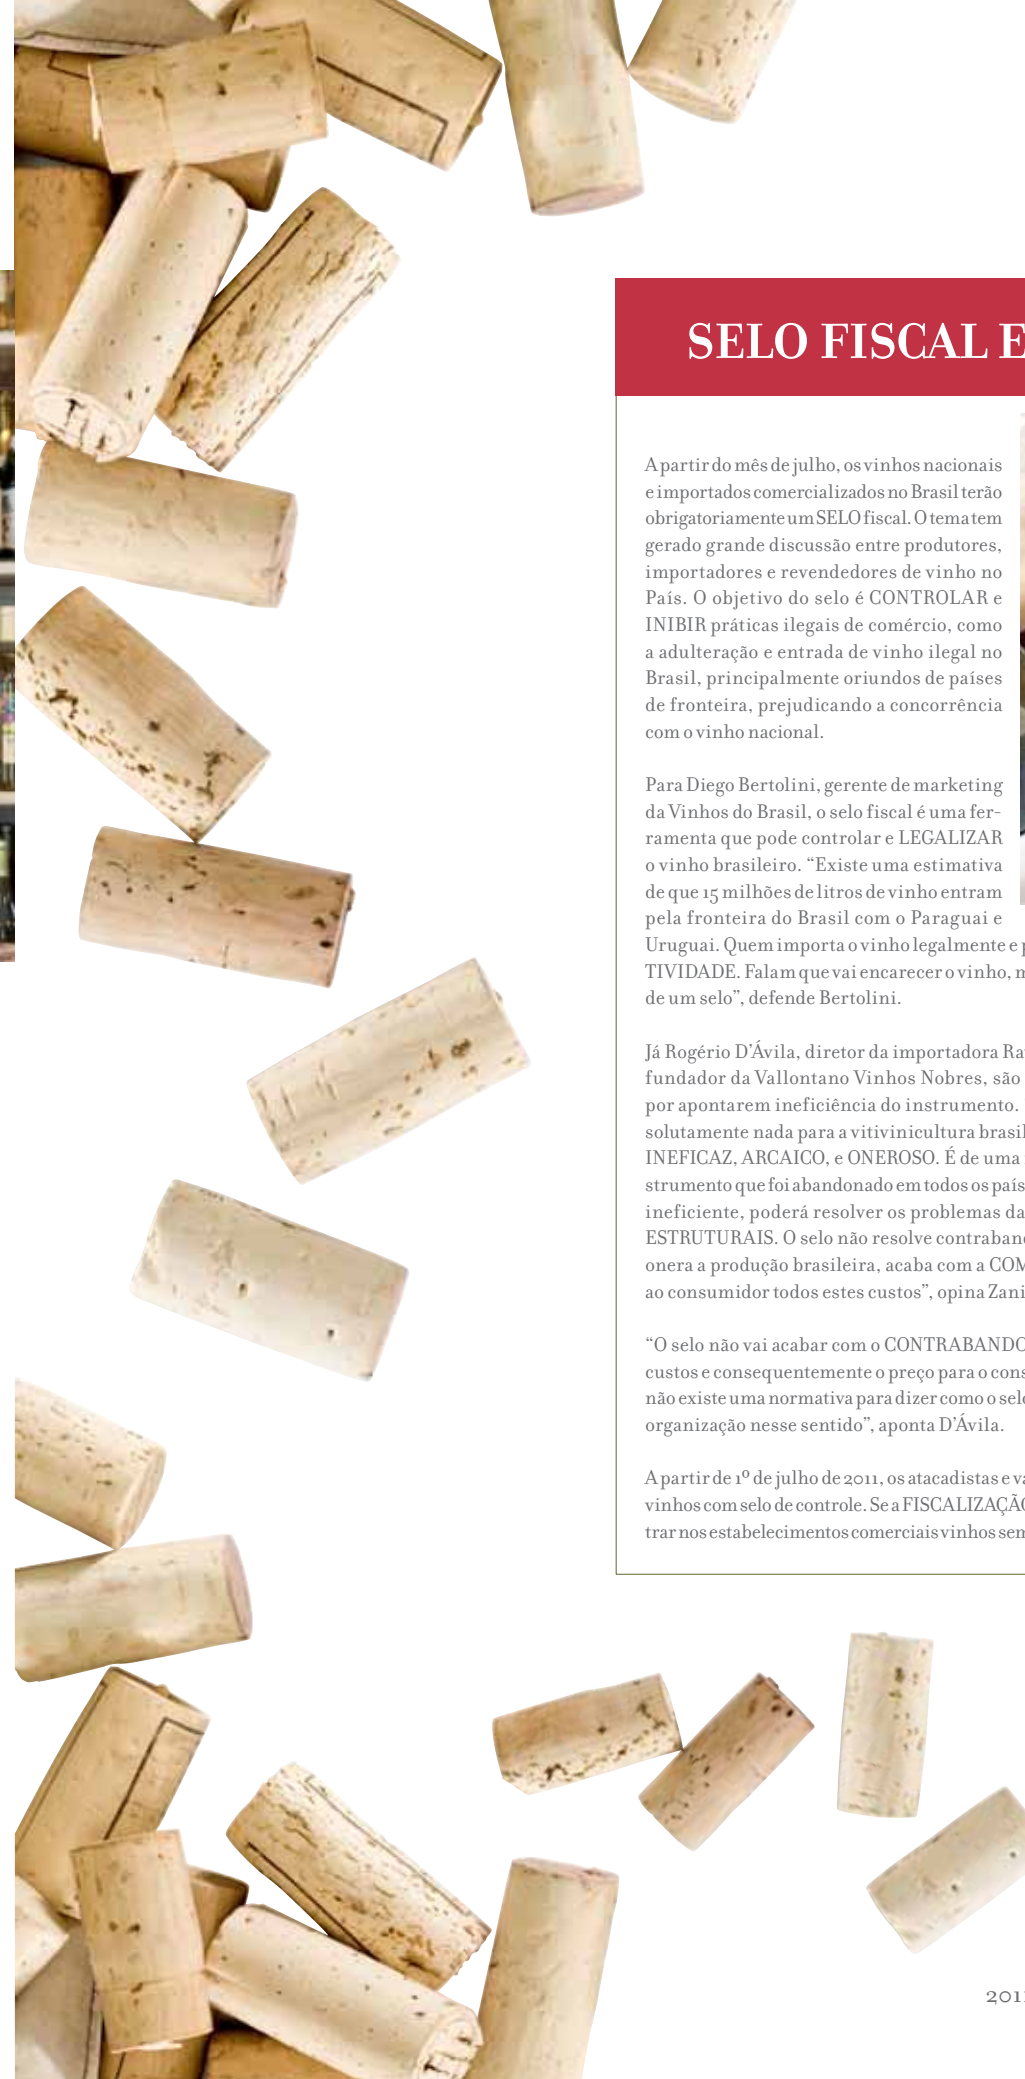 SELO FISCAL E
A partir do mês de julho, os vinhos nacionais
e importados comercializados no Brasil terão
obrigatoriamente um SELO fiscal. O tema tem
gerado grande discussão entre produtores,
importadores e revendedores de vinho no
País. O objetivo do selo é CONTROLAR e
INIBIR práticas ilegais de comércio, como
a adulteração e entrada de vinho ilegal no
Brasil, principalmente oriundos de países
de fronteira, prejudicando a concorrência
com o vinho nacional.
Para Diego Bertolini, gerente de marketing
da Vinhos do Brasil, o selo fiscal é uma fer-
ramenta que pode controlar e LEGALIZAR
o vinho brasileiro. “Existe uma estimativa
de que 15 milhões de litros de vinho entram
pela fronteira do Brasil com o Paraguai e
Uruguai. Quem importa o vinho legalmente e
TIVIDADE. Falam que vai encarecer o vinho,
de um selo”, defende Bertolini.
Já Rogério D’Ávila, diretor da importadora
fundador da Vallontano Vinhos Nobres, são
por apontarem ineficiência do instrumento.
solutamente nada para a vitivinicultura
INEFICAZ, ARCAICO, e ONEROSO. É de uma
strumento que foi abandonado em todos os
ineficiente, poderá resolver os problemas da
ESTRUTURAIS. O selo não resolve
onera a produção brasileira, acaba com a
ao consumidor todos estes custos”, opina
“O selo não vai acabar com o CONTRABANDO
custos e consequentemente o preço para o
não existe uma normativa para dizer como o
organização nesse sentido”, aponta D’Ávila.
A partir de 1º de julho de 2011, os atacadistas e
vinhos com selo de controle. Se a
trar nos estabelecimentos comerciais vinhos